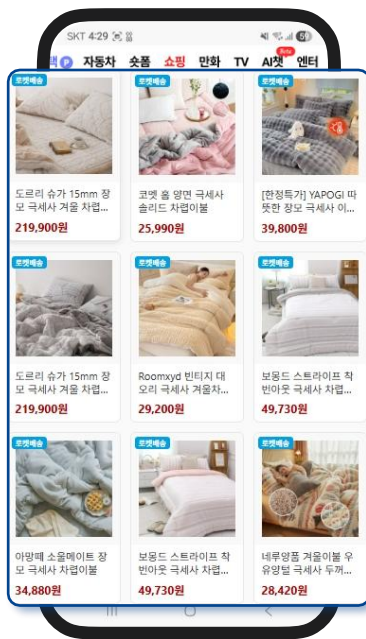 SKT 4:29
책 P 자동차 숏폼 쇼핑 만화 TV AI챗 Beta 엔터
로켓배송 로켓배송 로켓배송
도르리 슈가 15mm 장 코멧 홈 양면 극세사 [한정특가] YAPOGI 따
모 극세사 겨울 차렵... 솔리드 차렵이불 뜻한 장모 극세사 이...
219,900원 25,990원 39,800원
로켓배송 로켓배송 로켓배송
도르리 슈가 15mm 장 Roomxyd 빈티지 대 보몽드 스트라이프 착
모 극세사 겨울 차렵... 오리 극세사 겨울차... 번아웃 극세사 차렵...
219,900원 29,200원 49,730원
로켓배송 로켓배송 로켓배송
아망떼 소울메이트 장 보몽드 스트라이프 착 네루양품 겨울이불 우
모 극세사 차렵이불 번아웃 극세사 차렵... 유양털 극세사 두꺼...
34,880원 49,730원 28,420원